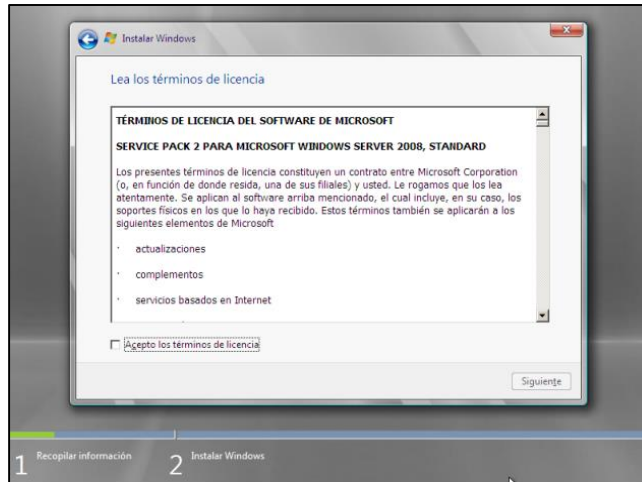 Instalar Windows
Lea los términos de licencia
TÉRMINOS DE LICENCIA DEL SOFTWARE DE MICROSOFT
SERVICE PACK 2 PARA MICROSOFT WINDOWS SERVER 2008, STANDARD
Los presentes términos de licencia constituyen un contrato entre Microsoft Corporation
(o, en función de donde resida, una de sus filiales) y usted. Le rogamos que los lea
atentamente. Se aplican al software arriba mencionado, el cual incluye, en su caso, los
soportes físicos en los que lo haya recibido. Estos términos también se aplicarán a los
siguientes elementos de Microsoft
· actualizaciones
· complementos
· servicios basados en Internet
Acepto los términos de licencia
Siguiente
1 Recopilar información
2 Instalar Windows